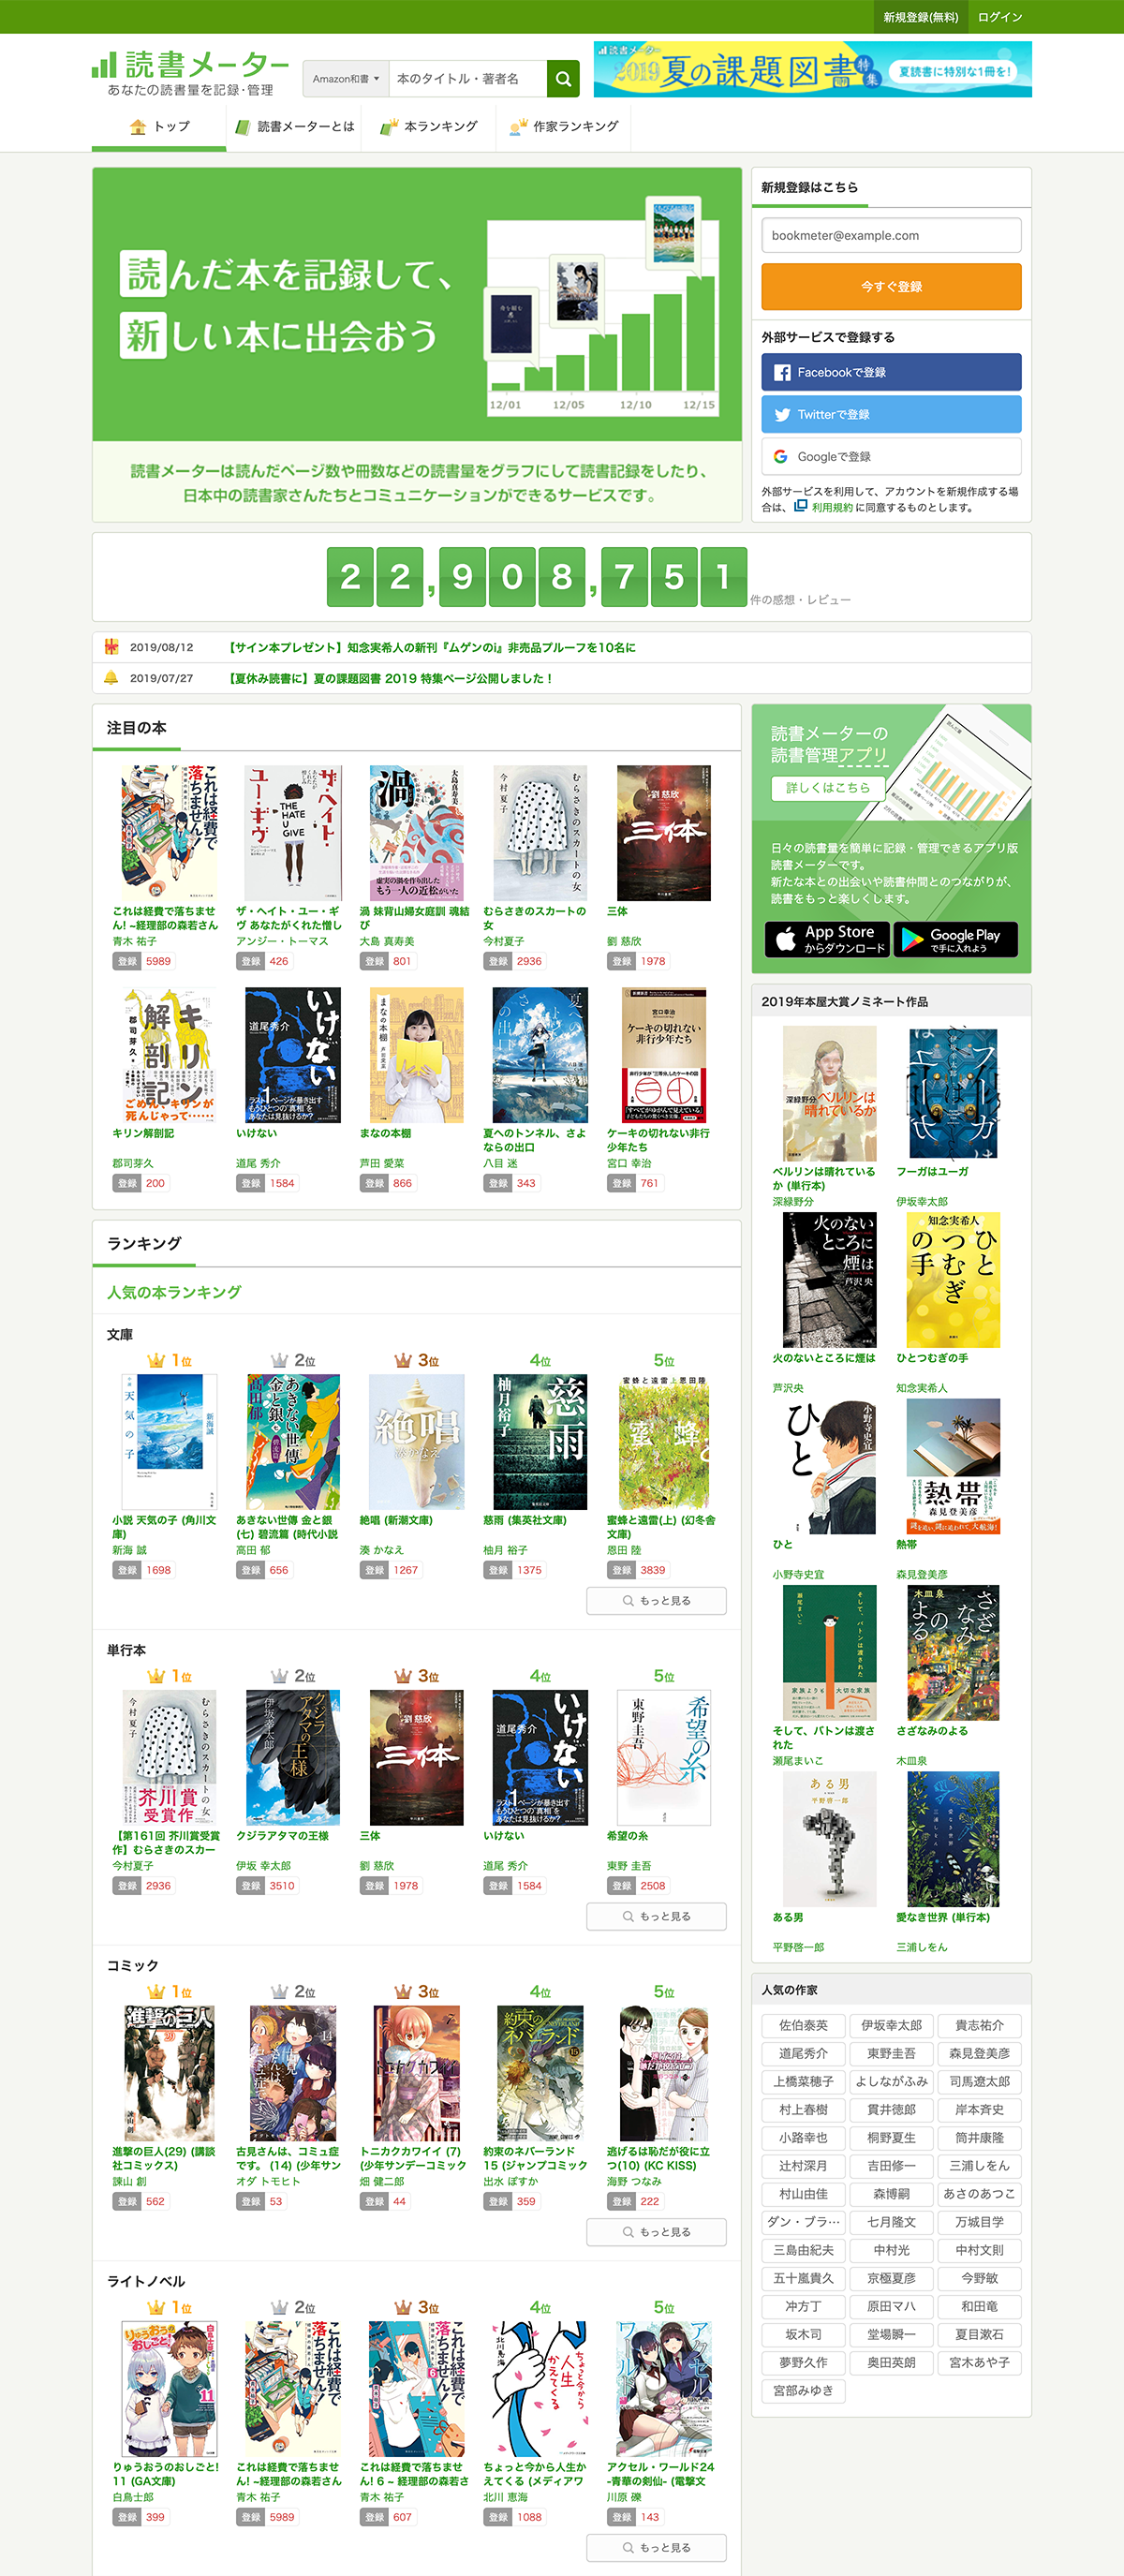 新規登録(無料) ログイン
読書メーター
あなたの読書量を記録･管理
Amazon和書 本のタイトル・著者名
読書メーター
2019夏の課題図書特集 夏読書に特別な1冊を!
トップ 読書メーターとは 本ランキング 作家ランキング
読んだ本を記録して、
新しい本に出会おう
12/01 12/05 12/10 12/15
読書メーターは読んだページ数や冊数などの読書量をグラフにして読書記録をしたり、
日本中の読書家さんたちとコミュニケーションができるサービスです。
新規登録はこちら
bookmeter@example.com
今すぐ登録
外部サービスで登録する
Facebookで登録
Twitterで登録
Googleで登録
外部サービスを利用して、アカウントを新規作成する場
合は、 利用規約 に同意するものとします。
22,908,751 件の感想・レビュー
2019/08/12 【サイン本プレゼント】知念実希人の新刊『ムゲンのi』非売品プルーフを10名に
2019/07/27 【夏休み読書に】夏の課題図書 2019 特集ページ公開しました！
注目の本
これは経費で落ちませ
ん! ~経理部の森若さん
青木 祐子
登録 5989
ザ・ヘイト・ユー・ギ
ヴ あなたがくれた憎し
アンジー・トーマス
登録 426
渦 妹背山婦女庭訓 魂結
び
大島 真寿美
登録 801
むらさきのスカートの
女
今村夏子
登録 2936
三体
劉 慈欣
登録 1978
キリン解剖記
郡司芽久
登録 200
いけない
道尾 秀介
登録 1584
まなの本棚
芦田 愛菜
登録 866
夏へのトンネル、さよ
ならの出口
八目 迷
登録 343
ケーキの切れない非行
少年たち
宮口 幸治
登録 761
読書メーターの
読書管理アプリ
詳しくはこちら
日々の読書量を簡単に記録・管理できるアプリ版
読書メーターです。
新たな本との出会いや読書仲間とのつながりが、
読書をもっと楽しくします。
App Store
からダウンロード
Google Play
で手に入れよう
2019年本屋大賞ノミネート作品
ベルリンは晴れている
か (単行本)
深緑野分
フーガはユーガ
伊坂幸太郎
火のないところに煙は
芦沢央
ひとつむぎの手
知念実希人
ひと
小野寺史宜
熱帯
森見登美彦
そして、バトンは渡さ
れた
瀬尾まいこ
さざなみのよる
木皿泉
ある男
平野啓一郎
愛なき世界 (単行本)
三浦しをん
ランキング
人気の本ランキング
文庫
1位 2位 3位 4位 5位
小説 天気の子 (角川文
庫)
新海 誠
登録 1698
あきない世傳 金と銀
(七) 碧流篇 (時代小説
高田 郁
登録 656
絶唱 (新潮文庫)
湊 かなえ
登録 1267
慈雨 (集英社文庫)
柚月 裕子
登録 1375
蜜蜂と遠雷(上) (幻冬舎
文庫)
恩田 陸
登録 3839
もっと見る
単行本
1位 2位 3位 4位 5位
【第161回 芥川賞受賞
作】むらさきのスカー
今村夏子
登録 2936
クジラアタマの王様
伊坂 幸太郎
登録 3510
三体
劉 慈欣
登録 1978
いけない
道尾 秀介
登録 1584
希望の糸
東野 圭吾
登録 2508
もっと見る
コミック
1位 2位 3位 4位 5位
進撃の巨人(29) (講談
社コミックス)
諫山 創
登録 562
古見さんは、コミュ症
です。 (14) (少年サン
オダ トモヒト
登録 53
トニカクカワイイ (7)
(少年サンデーコミック
畑 健二郎
登録 44
約束のネバーランド
15 (ジャンプコミック
出水 ぽすか
登録 359
逃げるは恥だが役に立
つ(10) (KC KISS)
海野 つなみ
登録 222
もっと見る
ライトノベル
1位 2位 3位 4位 5位
りゅうおうのおしごと!
11 (GA文庫)
白鳥士郎
登録 399
これは経費で落ちませ
ん! ~経理部の森若さん
青木 祐子
登録 5989
これは経費で落ちませ
ん! 6 ~ 経理部の森若さ
青木 祐子
登録 607
ちょっと今から人生か
えてくる (メディアワ
北川 恵海
登録 1088
アクセル・ワールド24
-青華の剣仙- (電撃文
川原 礫
登録 143
もっと見る
人気の作家
佐伯泰英 伊坂幸太郎 貴志祐介
道尾秀介 東野圭吾 森見登美彦
上橋菜穂子 よしながふみ 司馬遼太郎
村上春樹 貫井徳郎 岸本斉史
小路幸也 桐野夏生 筒井康隆
辻村深月 吉田修一 三浦しをん
村山由佳 森博嗣 あさのあつこ
ダン・ブラ… 七月隆文 万城目学
三島由紀夫 中村光 中村文則
五十嵐貴久 京極夏彦 今野敏
冲方丁 原田マハ 和田竜
坂木司 堂場瞬一 夏目漱石
夢野久作 奥田英朗 宮木あや子
宮部みゆき